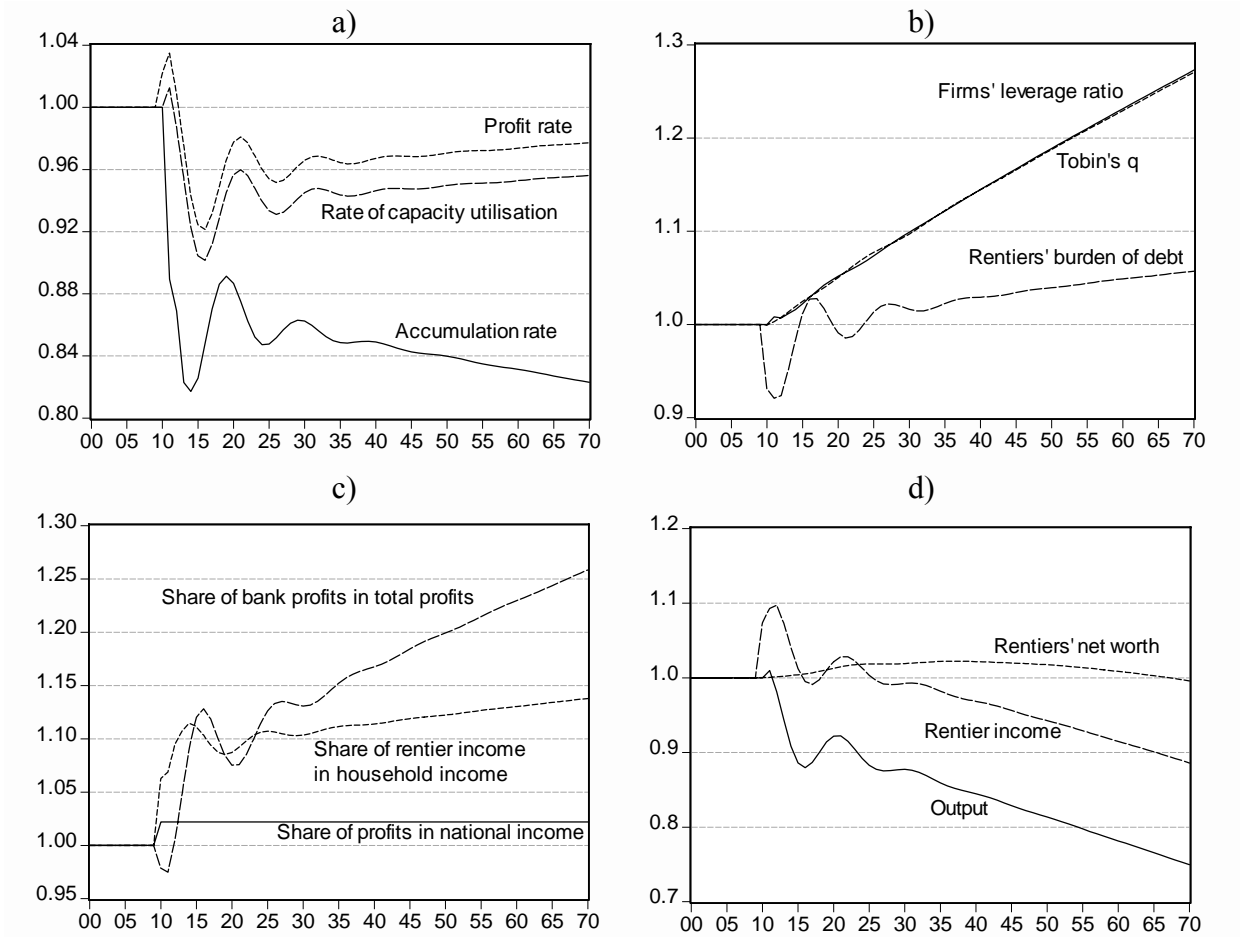 a)
1.04
1.00
0.96
0.92
0.88
0.84
0.80
Profit rate
Rate of capacity utilisation
Accumulation rate
00 05 10 15 20 25 30 35 40 45 50 55 60 65 70
b)
1.3
1.2
1.1
1.0
0.9
Firms' leverage ratio
Tobin's q
Rentiers' burden of debt
00 05 10 15 20 25 30 35 40 45 50 55 60 65 70
c)
1.30
1.25
1.20
1.15
1.10
1.05
1.00
0.95
Share of bank profits in total profits
Share of rentier income
in household income
Share of profits in national income
00 05 10 15 20 25 30 35 40 45 50 55 60 65 70
d)
1.2
1.1
1.0
0.9
0.8
0.7
Rentiers' net worth
Rentier income
Output
00 05 10 15 20 25 30 35 40 45 50 55 60 65 70